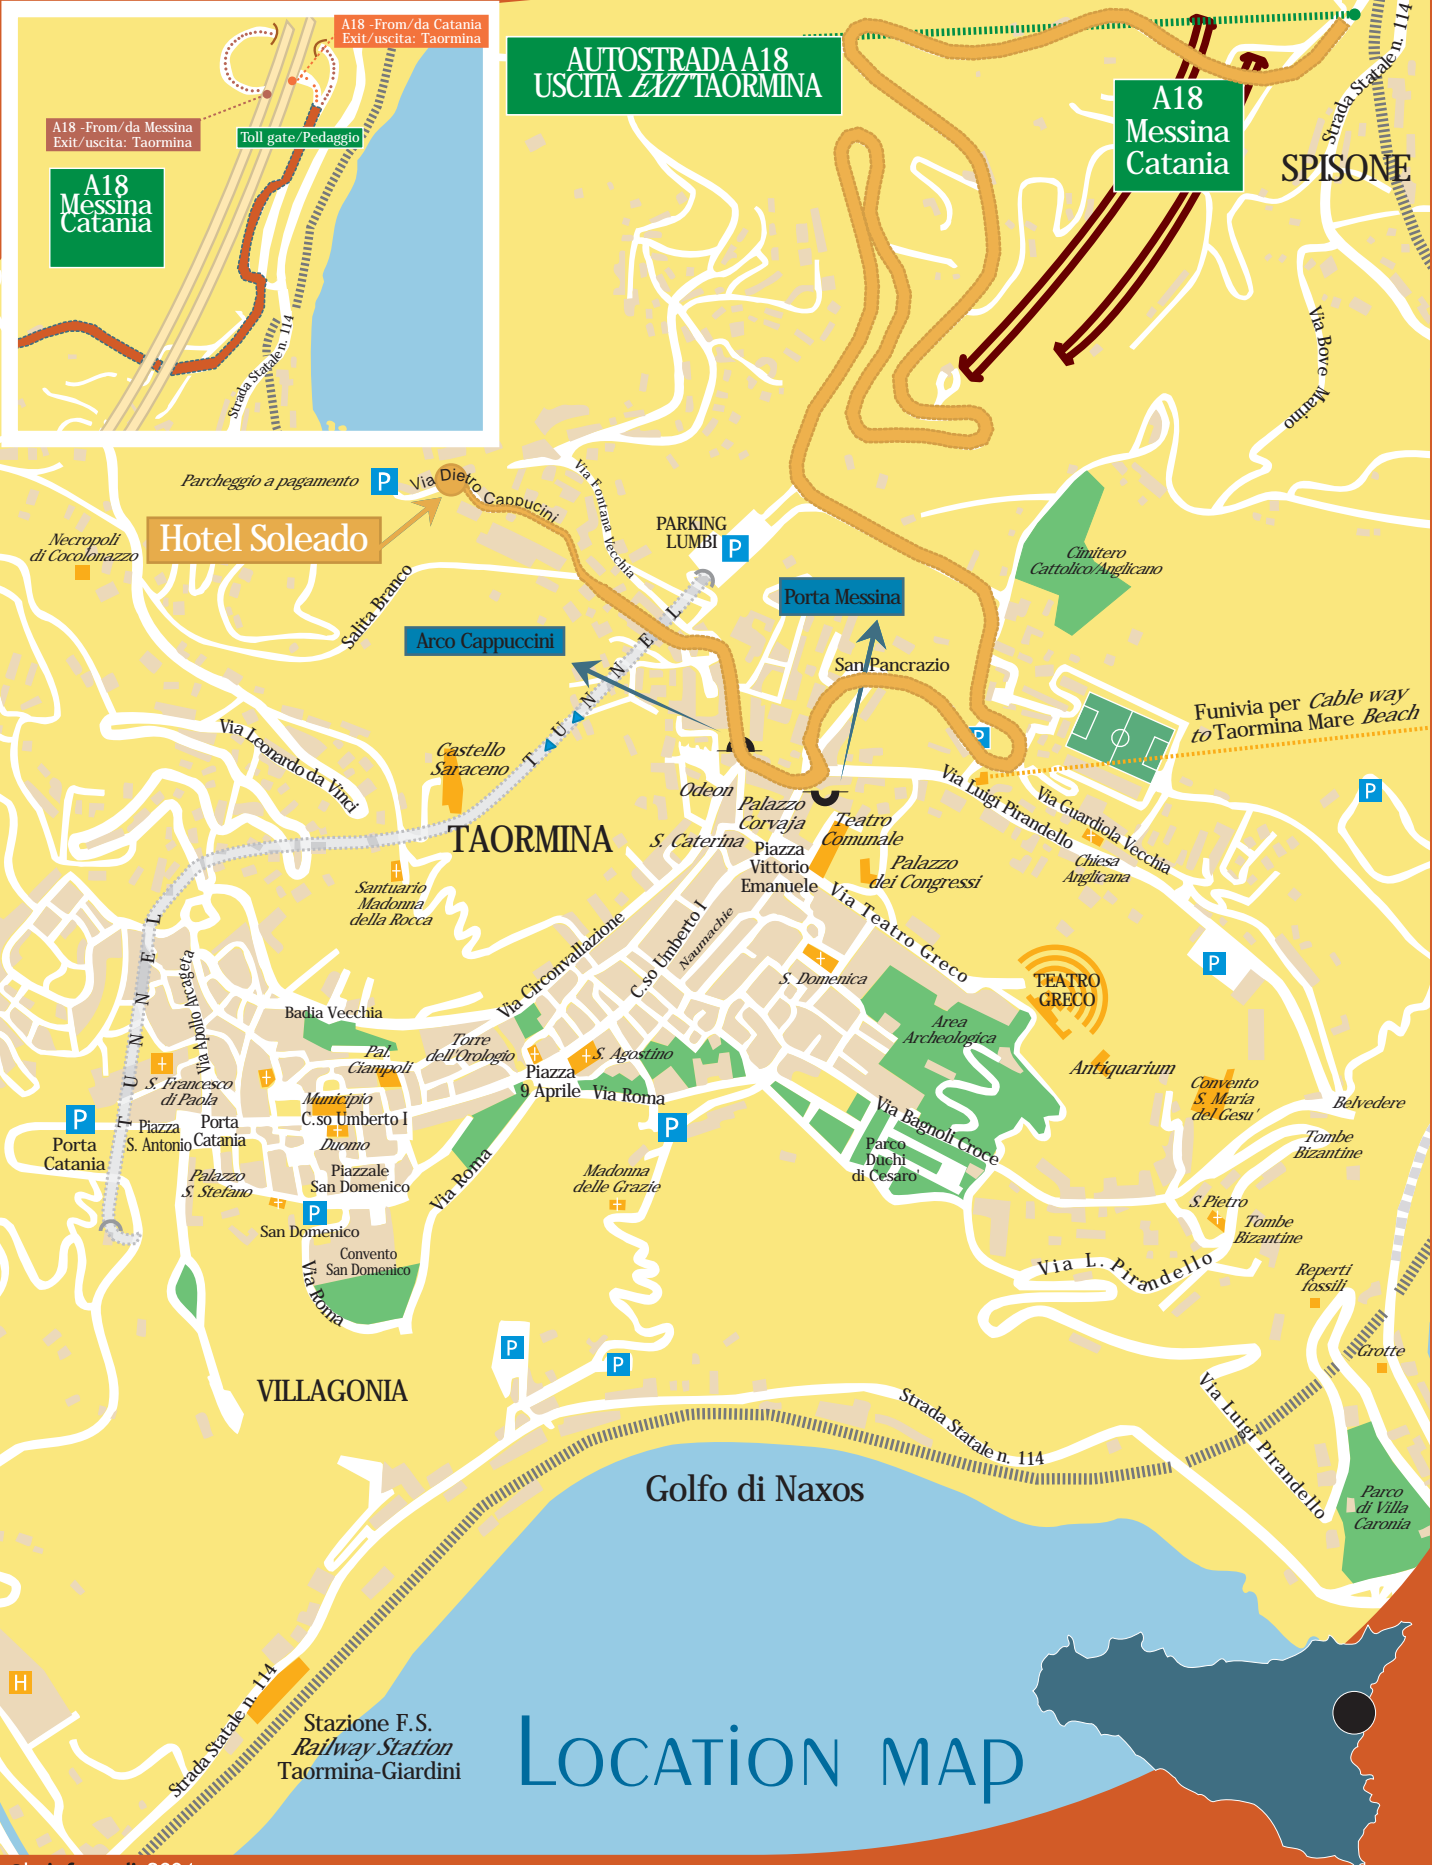 A18 -From/da Catania
Exit/uscita: Taormina
A18 -From/da Messina
Exit/uscita: Taormina
Toll gate/Pedaggio
A18
Messina
Catania
Strada Statale n. 114
AUTOSTRADA A18
USCITA EXIT TAORMINA
A18
Messina
Catania
Strada Statale n. 114
SPISONE
Via Bove Marino
Parcheggio a pagamento
P
Via Dietro Cappucini
Via Fontana Vecchia
Hotel Soleado
Necropoli
di Cocolonazzo
PARKING
LUMBI
P
Cimitero
Cattolico/Anglicano
Salita Branco
Porta Messina
Arco Cappuccini
San Pancrazio
TUNNEL
Funivia per Cable way
to Taormina Mare Beach
P
P
Via Leonardo da Vinci
Castello
Saraceno
Odeon
Palazzo
Corvaja
Via Luigi Pirandello
Via Guardiola Vecchia
TAORMINA
S. Caterina
Teatro
Comunale
Piazza
Vittorio
Emanuele
Palazzo
dei Congressi
Chiesa
Anglicana
Santuario
Madonna
della Rocca
Via Teatro Greco
Via Circonvallazione
C.so Umberto I
Naumachie
S. Domenica
TEATRO
GRECO
P
TUNNEL
Via Apollo Arcageta
Badia Vecchia
Area
Archeologica
Torre
dell'Orologio
Pal.
Ciampoli
S. Agostino
Antiquarium
Piazza
9 Aprile
Via Roma
S. Francesco
di Paola
Municipio
C.so Umberto I
Duomo
Convento
S. Maria
del Gesu'
Belvedere
P
Porta
Catania
Piazza
S. Antonio
Porta
Catania
P
Via Bagnoli Croce
Parco
Duchi
di Cesaro'
Tombe
Bizantine
Palazzo
S. Stefano
Piazzale
San Domenico
Via Roma
Madonna
delle Grazie
P
San Domenico
S.Pietro
Tombe
Bizantine
Convento
San Domenico
Via Roma
Via L. Pirandello
Reperti
fossili
Grotte
P
P
VILLAGONIA
Strada Statale n. 114
Via Luigi Pirandello
Golfo di Naxos
Parco
di Villa
Caronia
H
Strada Statale n. 114
Stazione F.S.
Railway Station
Taormina-Giardini
LOCATION MAP